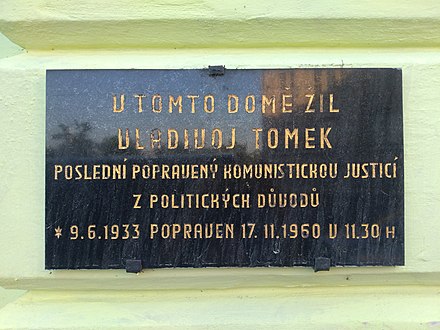 V TOMTO DOMĚ ŽIL
VLADIVOJ TOMEK
POSLEDNÍ POPRAVENÝ KOMUNISTICKOU JUSTICÍ
Z POLITICKÝCH DŮVODŮ
* 9.6.1933 POPRAVEN 17.11.1960 V 11.30 H